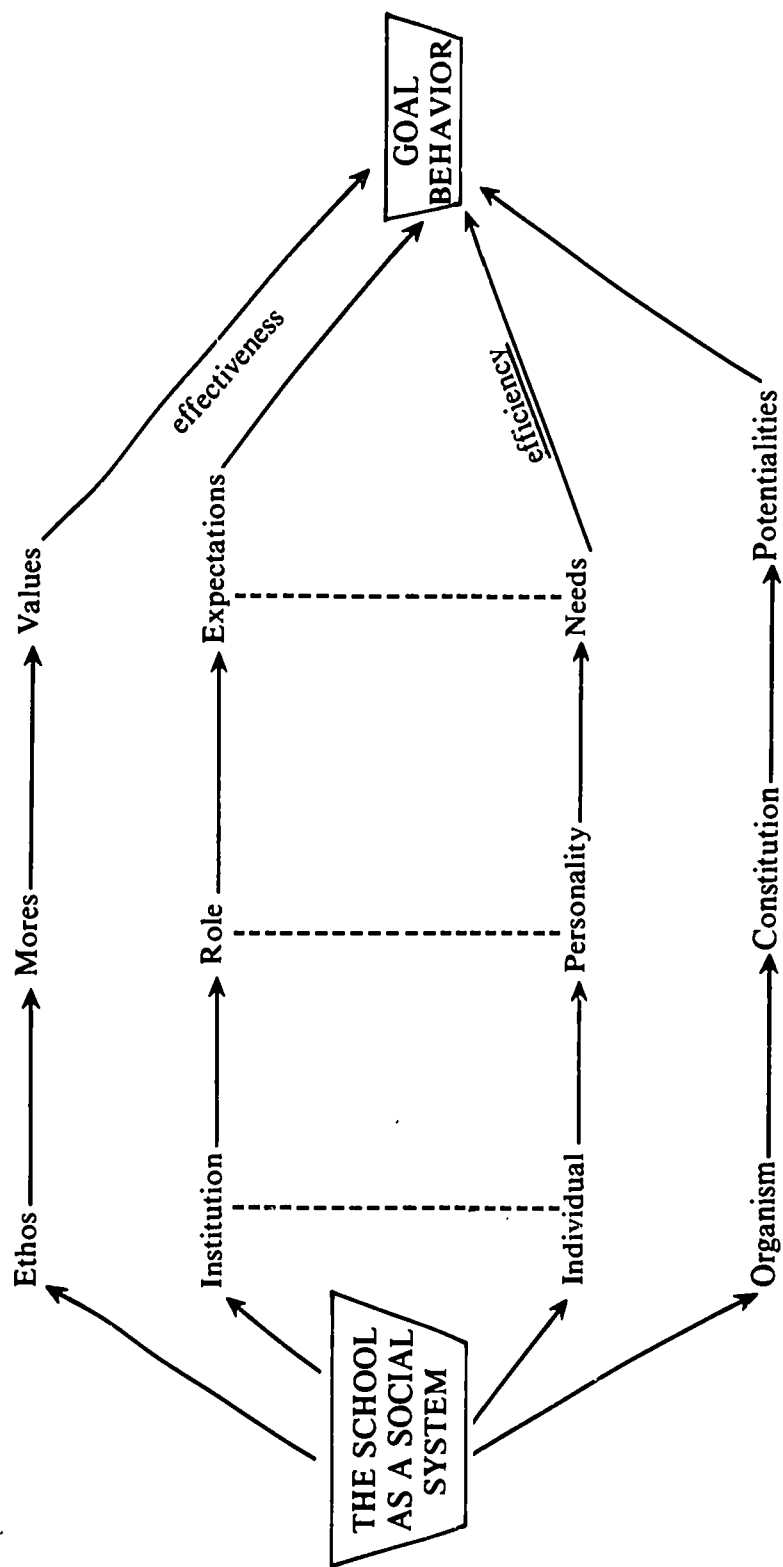 Ethos
Mores
Values
effectiveness
Institution
Role
Expectations
THE SCHOOL
AS A SOCIAL
SYSTEM
GOAL
BEHAVIOR
efficiency
Individual
Personality
Needs
Organism
Constitution
Potentialities